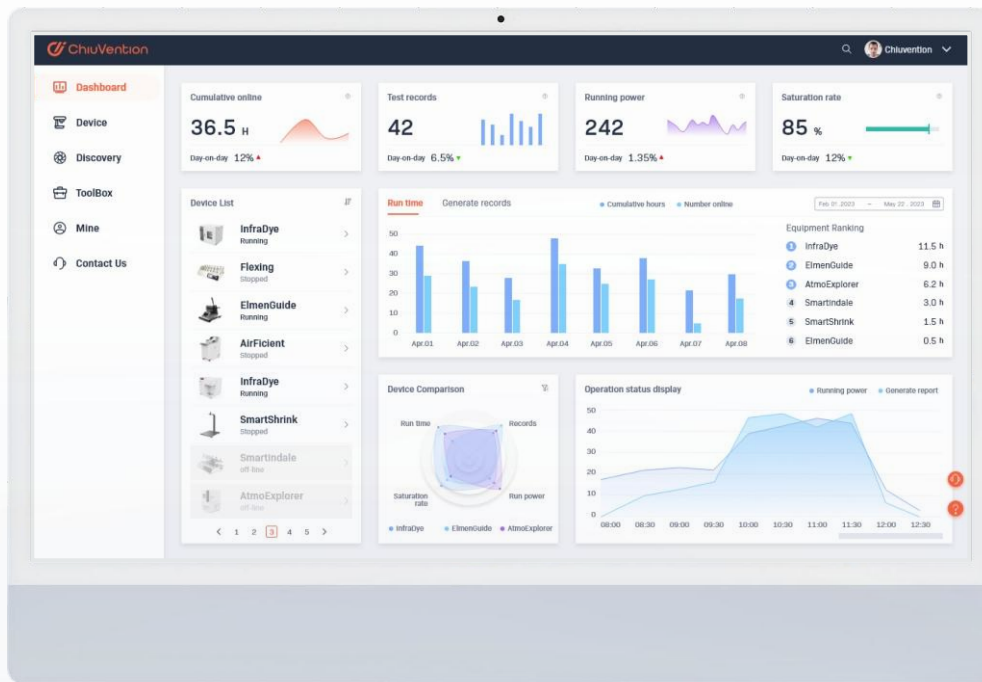 ChiuVention
Chiuvention
Dashboard
Device
Discovery
ToolBox
Mine
Contact Us
Cumulative online
36.5 H
Day-on-day 12%
Test records
42
Day-on-day 6.5%
Running power
242
Day-on-day 1.35%
Saturation rate
85 %
Day-on-day 12%
Device List
InfraDye
Running
Flexing
Stopped
ElmenGuide
Running
AirFicient
Stopped
InfraDye
Running
SmartShrink
Stopped
Smartindale
off-line
AtmoExplorer
off-line
< 1 2 3 4 5 >
Run time Generate records
Cumulative hours Number online
Feb 01.2023 – May 22 . 2023
50
40
30
20
10
0
Apr.01 Apr.02 Apr.03 Apr.04 Apr.05 Apr.06 Apr.07 Apr.08
Equipment Ranking
1 InfraDye 11.5 h
2 ElmenGuide 9.0 h
3 AtmoExplorer 6.2 h
4 Smartindale 3.0 h
5 SmartShrink 1.5 h
6 ElmenGuide 0.5 h
Device Comparison
Run time Records
Saturation rate Run power
InfraDye ElmenGuide AtmoExplorer
Operation status display
Running power Generate report
50
40
30
20
10
0
08:00 08:30 09:00 09:30 10:00 10:30 11:00 11:30 12:00 12:30
?